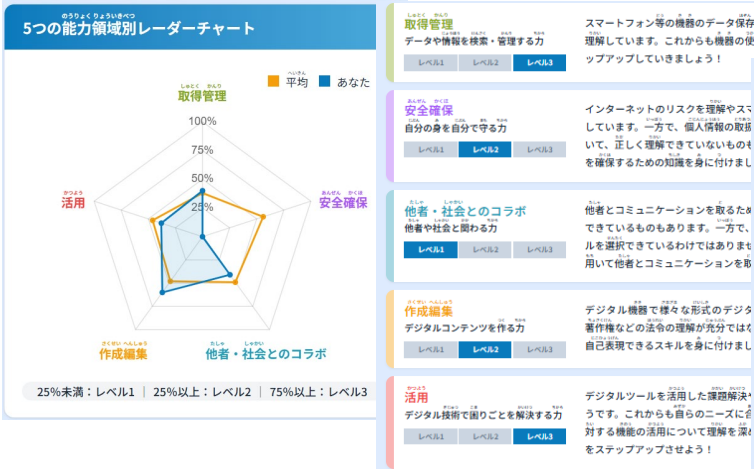 5つの能力領域別レーダーチャート
平均 あなた
取得管理
100%
75%
50%
25%
活用
安全確保
作成編集
他者・社会とのコラボ
25%未満：レベル1 ｜ 25%以上：レベル2 ｜ 75%以上：レベル3
取得管理
データや情報を検索・管理する力
レベル1 レベル2 レベル3
スマートフォン等の機器のデータ保存
理解しています。これからも機器の使
ップアップしていきましょう！
安全確保
自分の身を自分で守る力
レベル1 レベル2 レベル3
インターネットのリスクを理解やスマ
しています。一方で、個人情報の取扱
いて、正しく理解できていないものも
を確保するための知識を身に付けまし
他者・社会とのコラボ
他者や社会と関わる力
レベル1 レベル2 レベル3
他者とコミュニケーションを取るため
できているものもあります。一方で、
ルを選択できているわけではありませ
用いて他者とコミュニケーションを取
作成編集
デジタルコンテンツを作る力
レベル1 レベル2 レベル3
デジタル機器で様々な形式のデジタ
著作権などの法令の理解が充分ではな
自己表現できるスキルを身に付けまし
活用
デジタル技術で困りごとを解決する力
レベル1 レベル2 レベル3
デジタルツールを活用した課題解決や
うです。これからも自らのニーズに合
対する機能の活用について理解を深め
をステップアップさせよう！